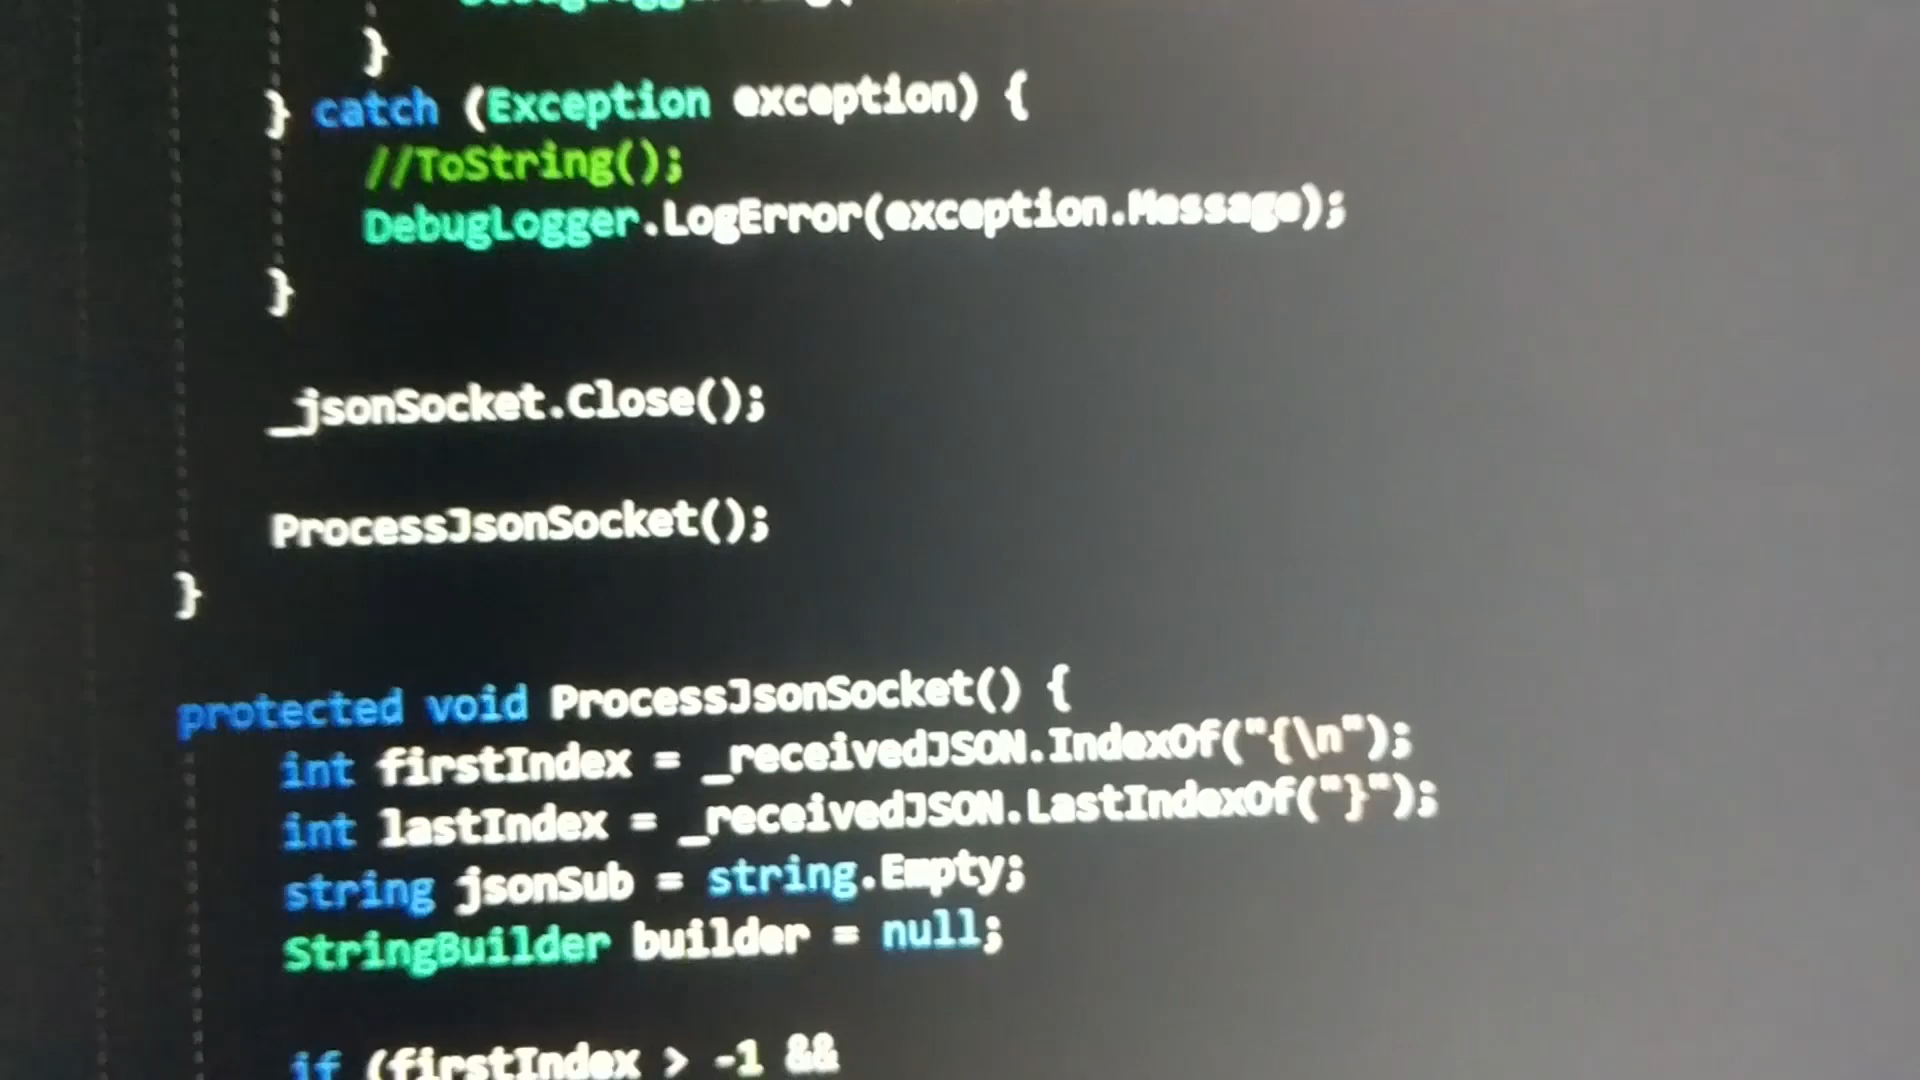 }
} catch (Exception exception) {
//ToString();
DebugLogger.LogError(exception.Message);
}
_jsonSocket.Close();
ProcessJsonSocket();
}
protected void ProcessJsonSocket() {
int firstIndex = _receivedJSON.IndexOf("{\n");
int lastIndex = _receivedJSON.LastIndexOf("}");
string jsonSub = string.Empty;
StringBuilder builder = null;
if (firstIndex > -1 &&